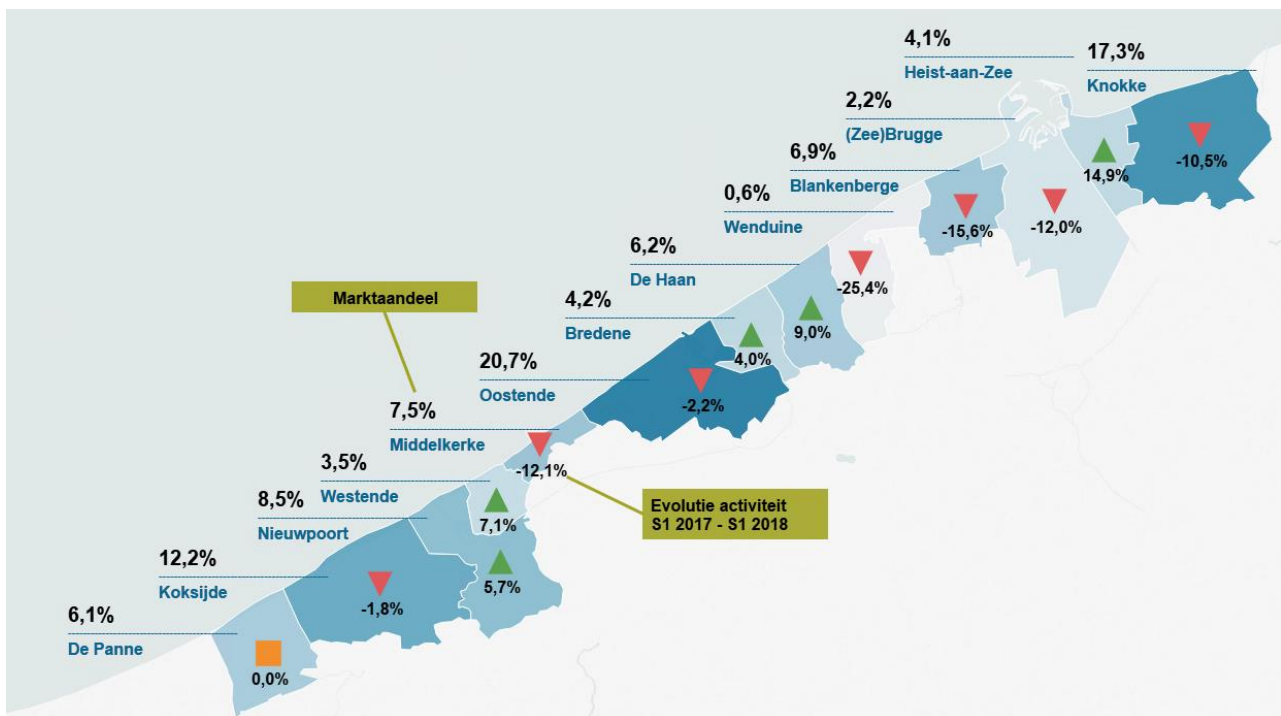 4,1%
Heist-aan-Zee
17,3%
Knokke
2,2%
(Zee)Brugge
6,9%
Blankenberge
0,6%
Wenduine
6,2%
De Haan
4,2%
Bredene
20,7%
Oostende
7,5%
Middelkerke
3,5%
Westende
8,5%
Nieuwpoort
12,2%
Koksijde
6,1%
De Panne
Marktaandeel
Evolutie activiteit
S1 2017 - S1 2018
-10,5%
14,9%
-12,0%
-15,6%
-25,4%
9,0%
4,0%
-2,2%
-12,1%
7,1%
5,7%
-1,8%
0,0%